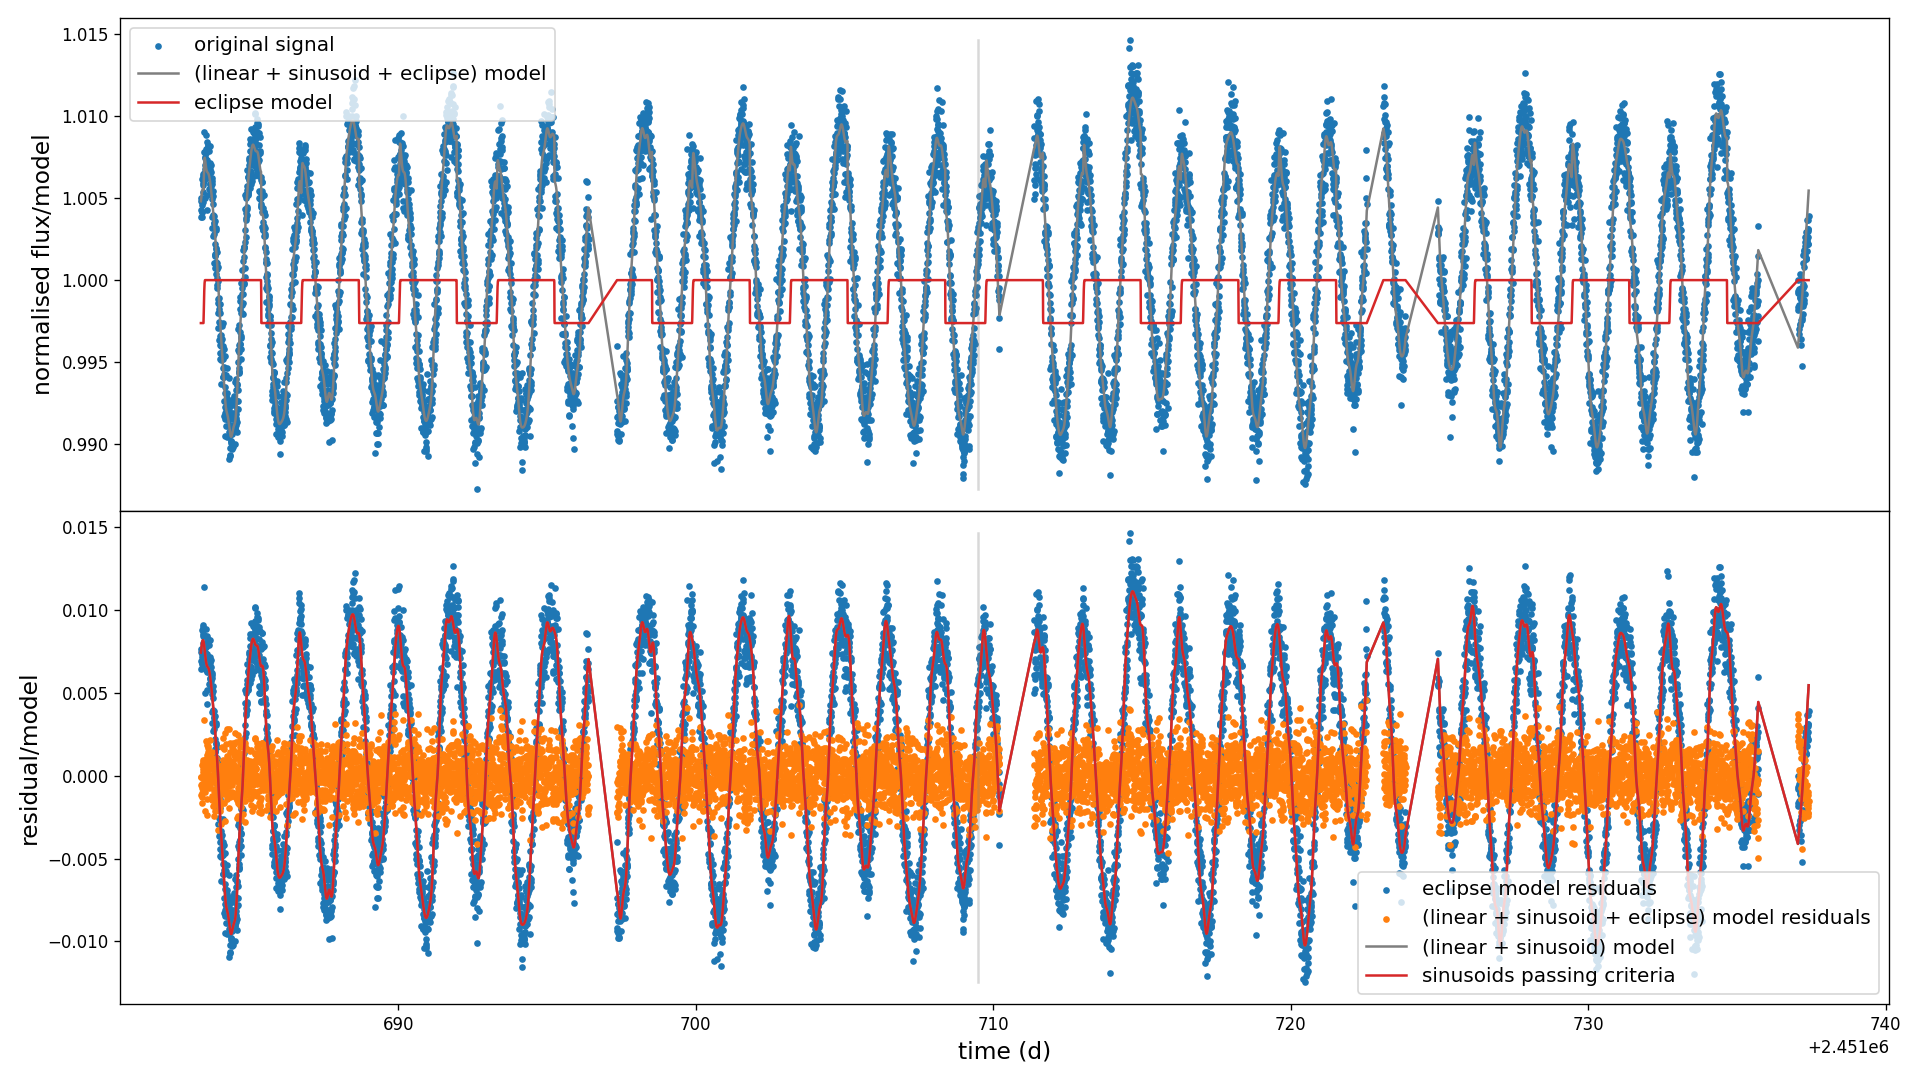 1.015
1.010
1.005
1.000
0.995
0.990
normalised flux/model
original signal
(linear + sinusoid + eclipse) model
eclipse model
0.015
0.010
0.005
0.000
−0.005
−0.010
residual/model
eclipse model residuals
(linear + sinusoid + eclipse) model residuals
(linear + sinusoid) model
sinusoids passing criteria
690
700
710
720
730
740
time (d)
+2.451e6